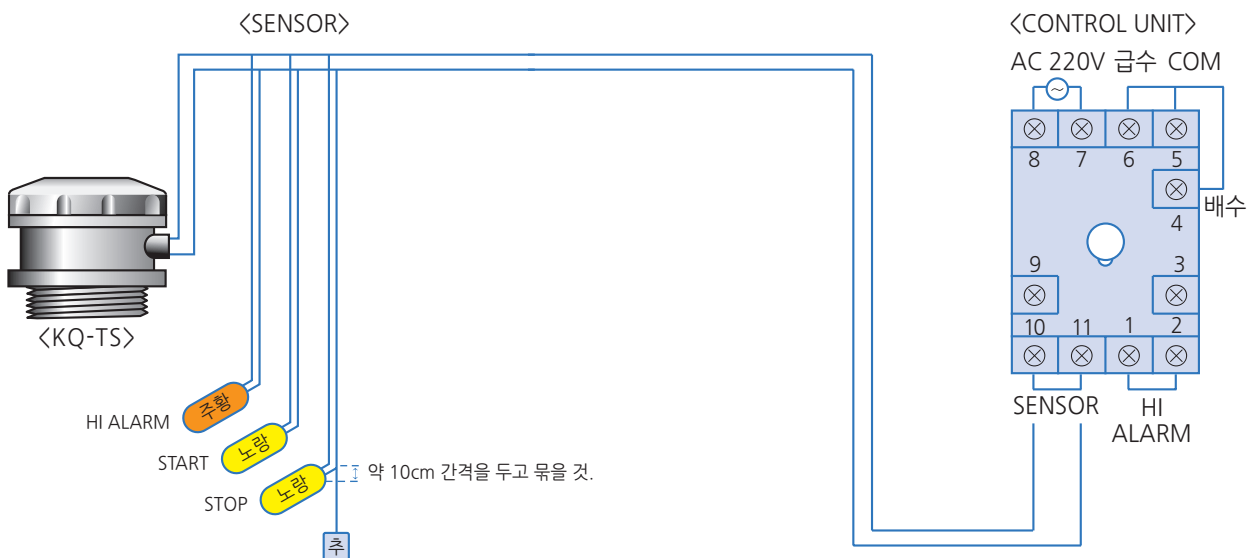 〈SENSOR〉
〈CONTROL UNIT〉
AC 220V 급수 COM
~
8 7 6 5
4
배수
9 3
10 11 1 2
SENSOR HI
ALARM
〈KQ-TS〉
HI ALARM 주황
START 노랑
STOP 노랑
약 10cm 간격을 두고 묶을 것.
추